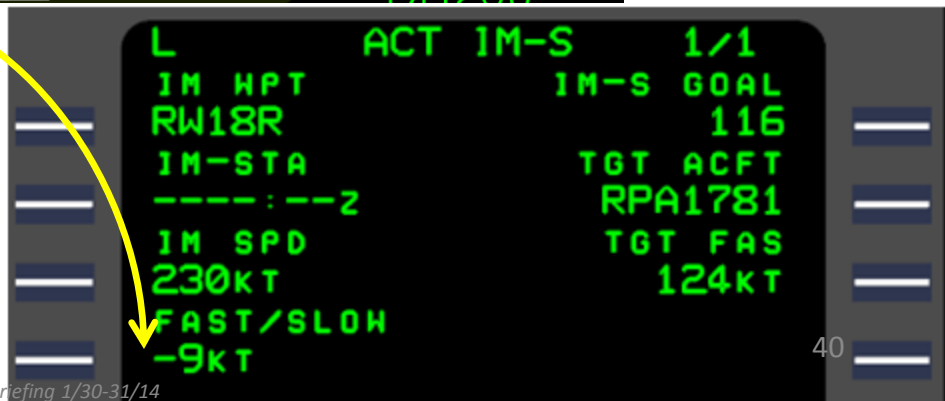 L ACT IM-S 1/1
IM WPT IM-S GOAL
RW18R 116
IM-STA TGT ACFT
----:--Z RPA1781
IM SPD TGT FAS
230KT 124KT
FAST/SLOW
-9KT
40
riefing 1/30-31/14